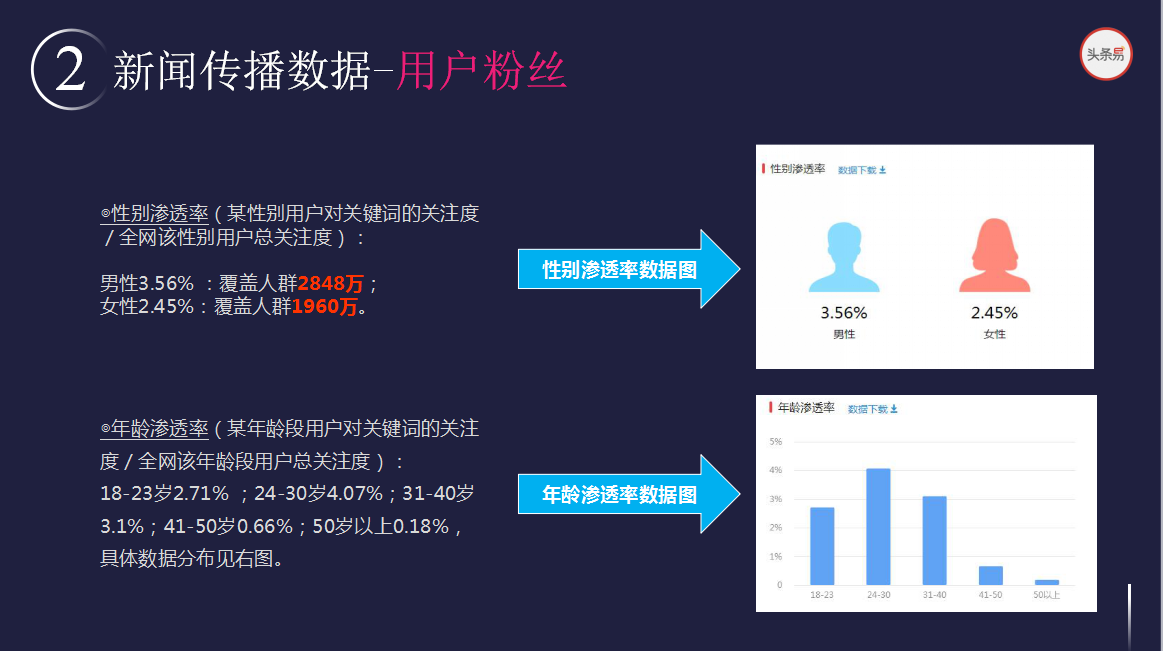 2 新闻传播数据-用户粉丝
头条易
◎性别渗透率（某性别用户对关键词的关注度
/全网该性别用户总关注度）：
男性3.56% ：覆盖人群2848万；
女性2.45%：覆盖人群1960万。
性别渗透率数据图
性别渗透率 数据下载
3.56% 2.45%
男性 女性
◎年龄渗透率（某年龄段用户对关键词的关注
度/全网该年龄段用户总关注度）：
18-23岁2.71% ；24-30岁4.07%；31-40岁
3.1%；41-50岁0.66%；50岁以上0.18%，
具体数据分布见右图。
年龄渗透率数据图
年龄渗透率 数据下载
5%
4%
3%
2%
1%
0
18-23 24-30 31-40 41-50 50以上